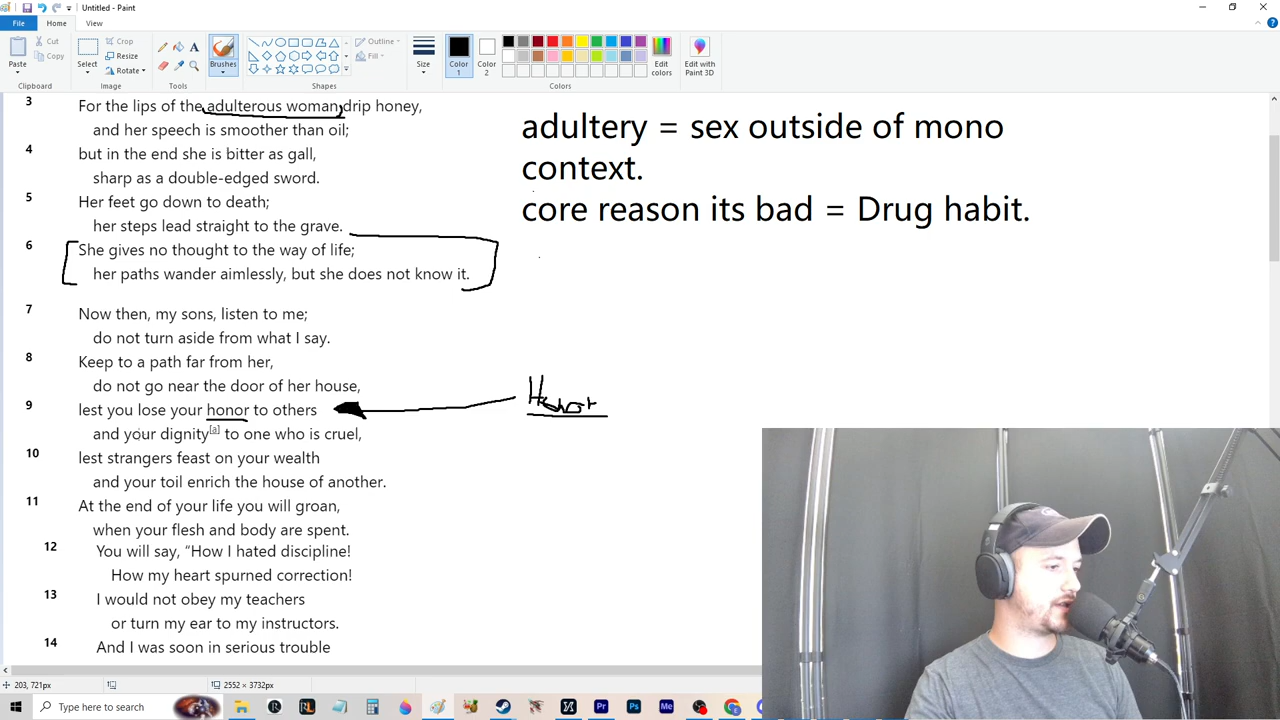 Untitled - Paint
File
Home
View
Paste
Cut
Copy
Clipboard
Select
Crop
Resize
Rotate
Image
Tools
Brushes
Shapes
Outline
Fill
Size
Color 1
Color 2
Edit colors
Colors
Edit with Paint 3D
3 For the lips of the adulterous woman drip honey,
and her speech is smoother than oil;
4 but in the end she is bitter as gall,
sharp as a double-edged sword.
5 Her feet go down to death;
her steps lead straight to the grave.
6 She gives no thought to the way of life;
her paths wander aimlessly, but she does not know it.
7 Now then, my sons, listen to me;
do not turn aside from what I say.
8 Keep to a path far from her,
do not go near the door of her house,
9 lest you lose your honor to others
and your dignity[a] to one who is cruel,
10 lest strangers feast on your wealth
and your toil enrich the house of another.
11 At the end of your life you will groan,
when your flesh and body are spent.
12 You will say, “How I hated discipline!
How my heart spurned correction!
13 I would not obey my teachers
or turn my ear to my instructors.
14 And I was soon in serious trouble
adultery = sex outside of mono
context.
core reason its bad = Drug habit.
Honor
203, 721px
2552 × 3732px
Type here to search
Pr
Ps
Me